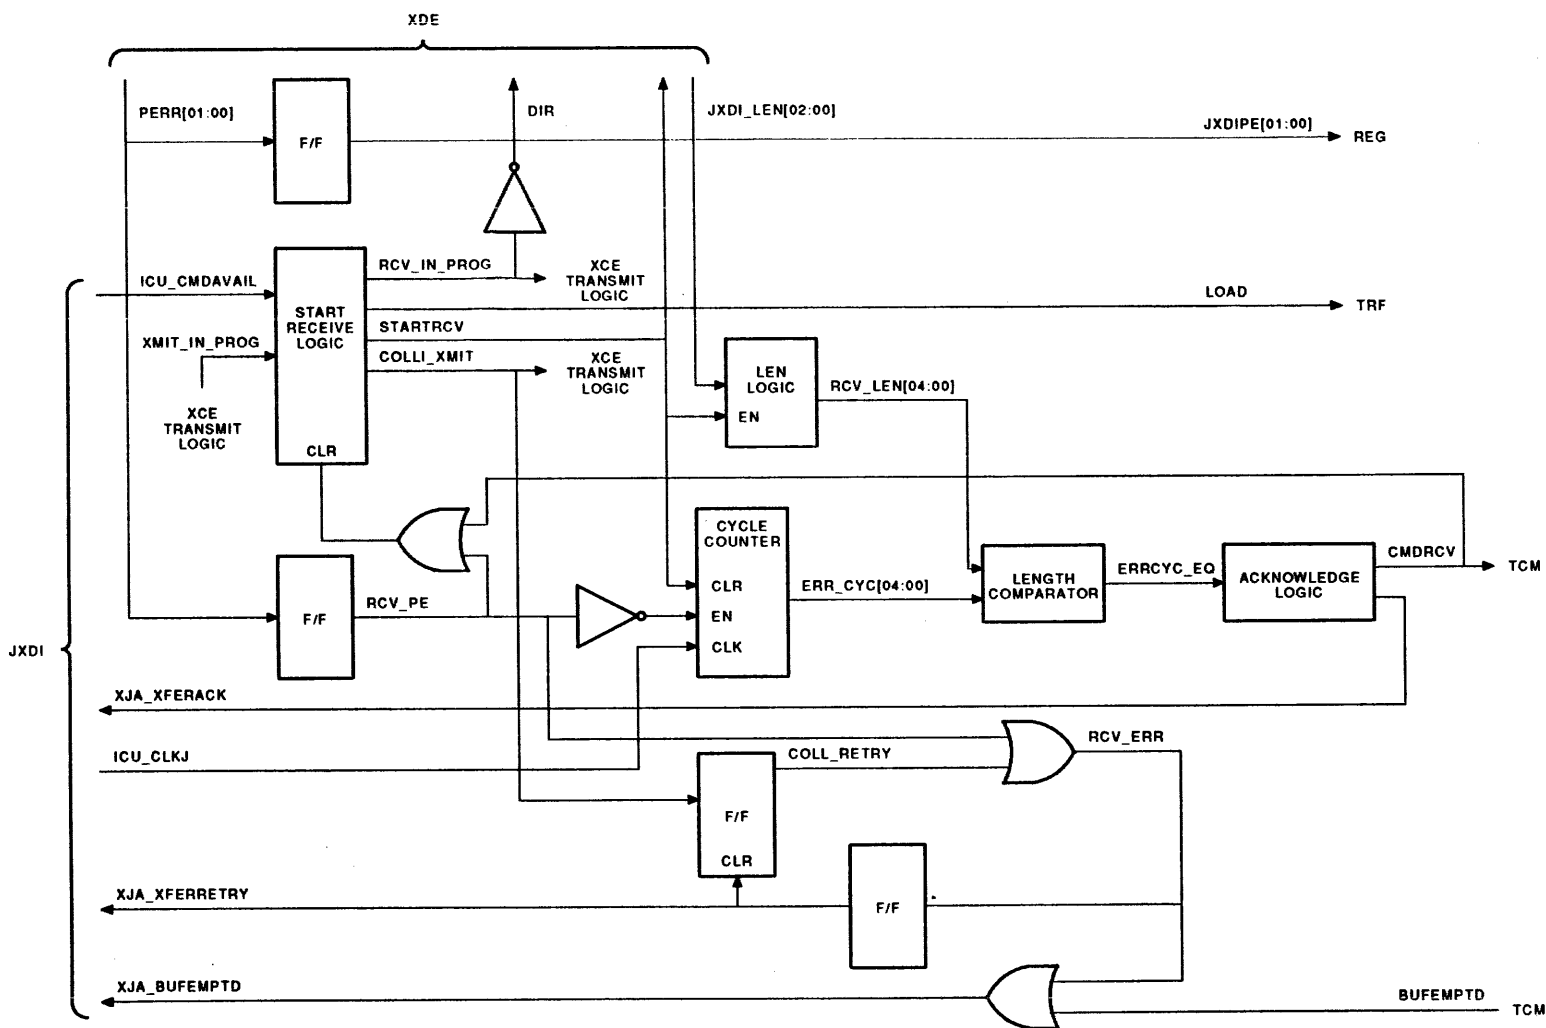 XDE
PERR[01:00]
F/F
DIR
JXDI_LEN[02:00]
JXDIPE[01:00]
REG
ICU_CMDAVAIL
START
RECEIVE
LOGIC
CLR
RCV_IN_PROG
XCE
TRANSMIT
LOGIC
LOAD
TRF
STARTRCV
COLLI_XMIT
XCE
TRANSMIT
LOGIC
XMIT_IN_PROG
XCE
TRANSMIT
LOGIC
LEN
LOGIC
EN
RCV_LEN[04:00]
CYCLE
COUNTER
CLR
EN
CLK
ERR_CYC[04:00]
LENGTH
COMPARATOR
ERRCYC_EQ
ACKNOWLEDGE
LOGIC
CMDRCV
TCM
F/F
RCV_PE
JXDI
XJA_XFERACK
ICU_CLKJ
COLL_RETRY
RCV_ERR
F/F
CLR
XJA_XFERRETRY
F/F
XJA_BUFEMPTD
BUFEMPTD
TCM